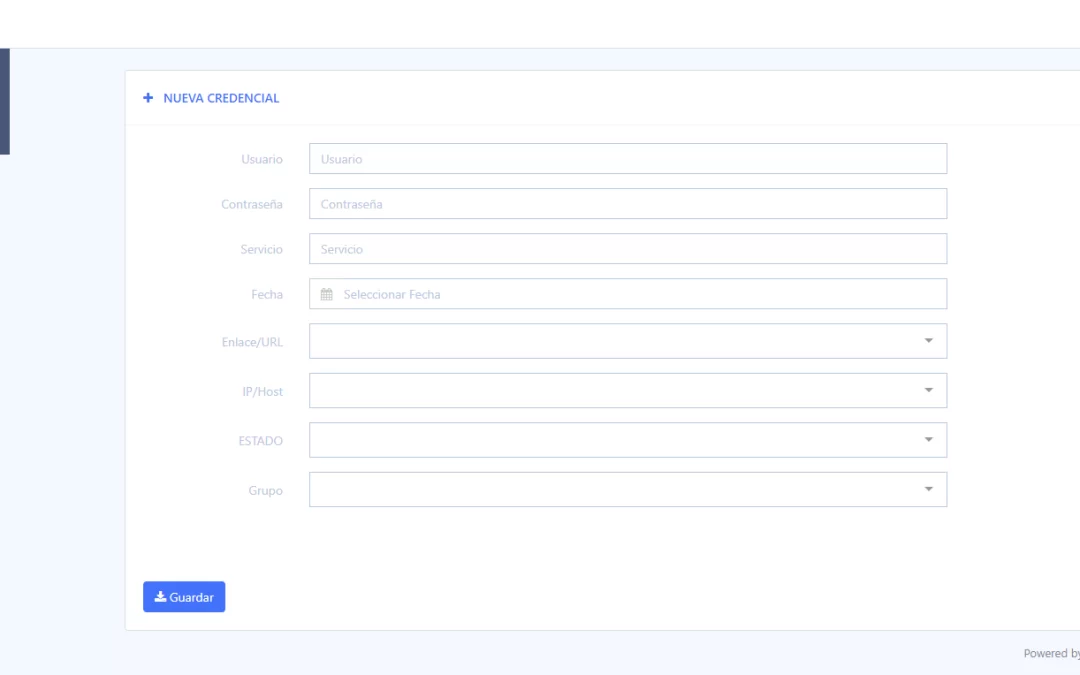 NUEVA CREDENCIAL
Usuario Usuario
Contraseña Contraseña
Servicio Servicio
Fecha Seleccionar Fecha
Enlace/URL
IP/Host
ESTADO
Grupo
Guardar
Powered by